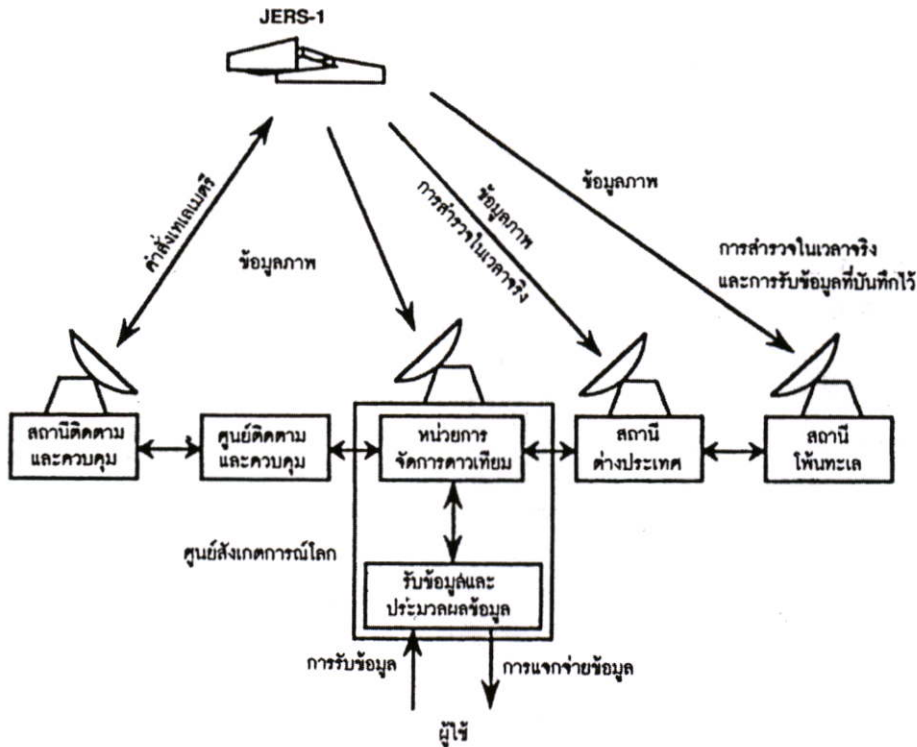 JERS-1
คำสั่งเทเลเมตรี
ข้อมูลภาพ
ข้อมูลภาพ
การสำรวจในเวลาจริง
ข้อมูลภาพ
การสำรวจในเวลาจริง
และการรับข้อมูลที่บันทึกไว้
สถานีติดตาม
และควบคุม
ศูนย์ติดตาม
และควบคุม
หน่วยการ
จัดการดาวเทียม
สถานี
ต่างประเทศ
สถานี
โพ้นทะเล
ศูนย์สังเกตการณ์โลก
รับข้อมูลและ
ประมวลผลข้อมูล
การรับข้อมูล
การแจกจ่ายข้อมูล
ผู้ใช้